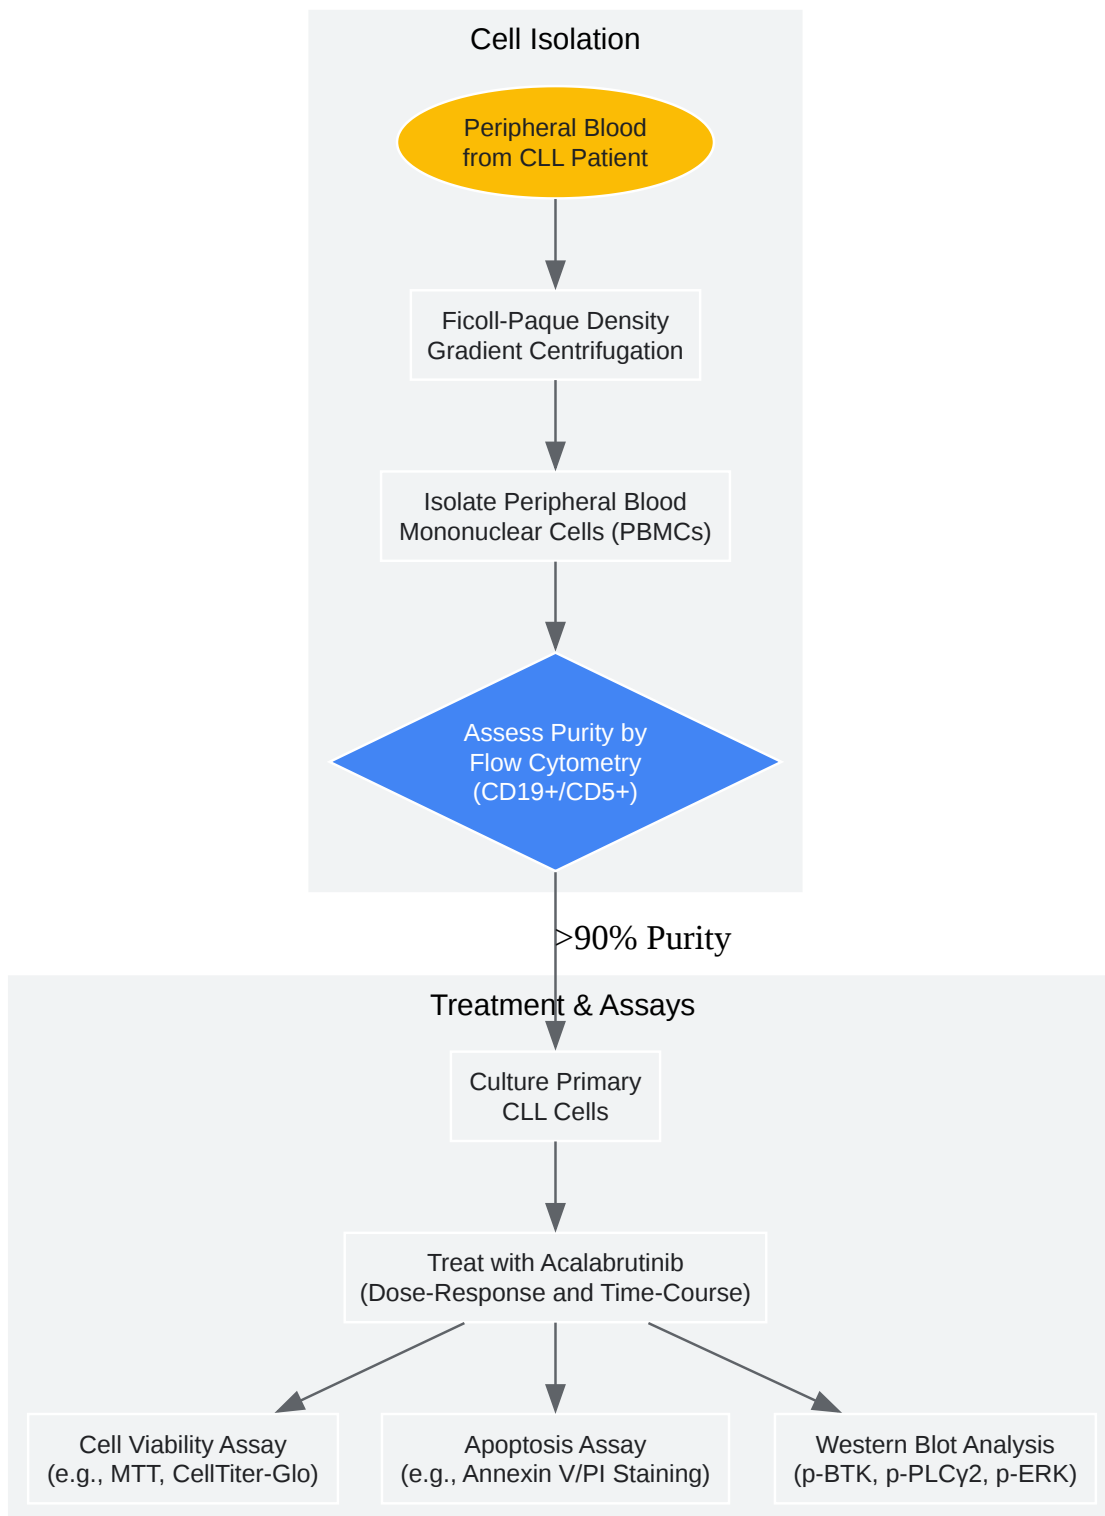 Cell Isolation
Peripheral Blood
from CLL Patient
Ficoll-Paque Density
Gradient Centrifugation
Isolate Peripheral Blood
Mononuclear Cells (PBMCs)
Assess Purity by
Flow Cytometry
(CD19+/CD5+)
>90% Purity
Treatment & Assays
Culture Primary
CLL Cells
Treat with Acalabrutinib
(Dose-Response and Time-Course)
Cell Viability Assay
(e.g., MTT, CellTiter-Glo)
Apoptosis Assay
(e.g., Annexin V/PI Staining)
Western Blot Analysis
(p-BTK, p-PLCγ2, p-ERK)